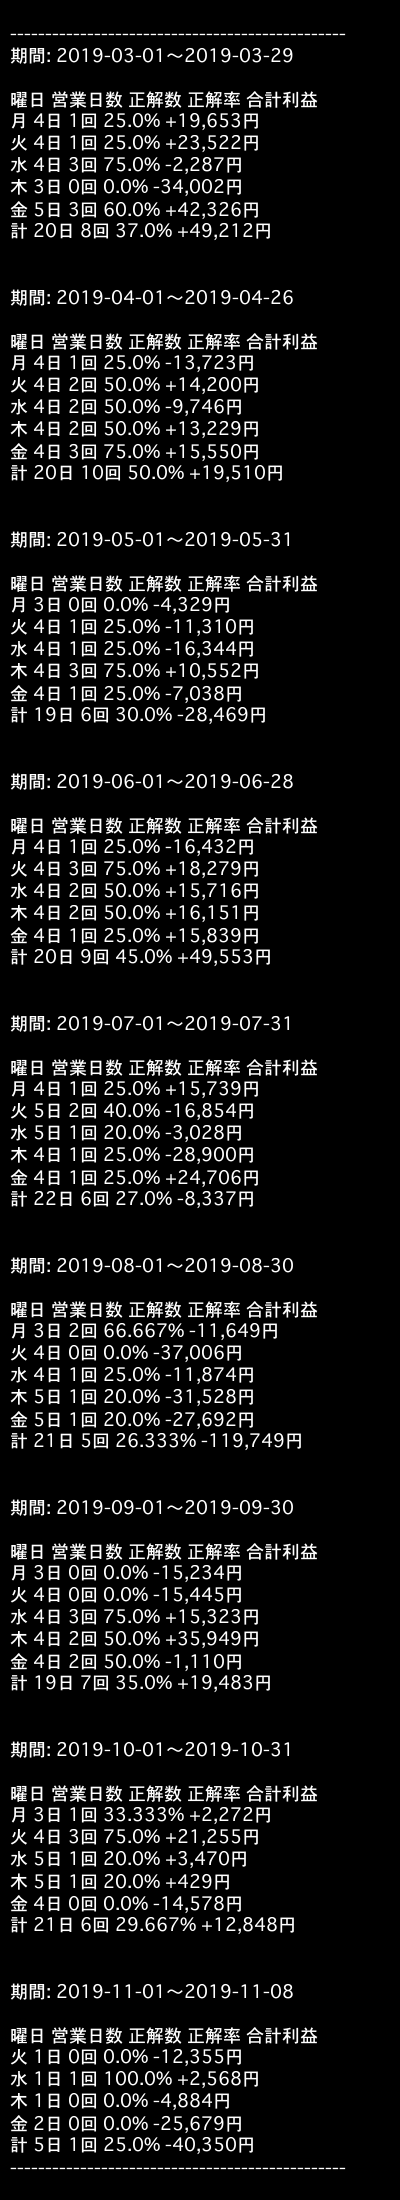 ------------------------------------------------
期間: 2019-03-01〜2019-03-29
曜日 営業日数 正解数 正解率 合計利益
月 4日 1回 25.0% +19,653円
火 4日 1回 25.0% +23,522円
水 4日 3回 75.0% -2,287円
木 3日 0回 0.0% -34,002円
金 5日 3回 60.0% +42,326円
計 20日 8回 37.0% +49,212円
期間: 2019-04-01〜2019-04-26
曜日 営業日数 正解数 正解率 合計利益
月 4日 1回 25.0% -13,723円
火 4日 2回 50.0% +14,200円
水 4日 2回 50.0% -9,746円
木 4日 2回 50.0% +13,229円
金 4日 3回 75.0% +15,550円
計 20日 10回 50.0% +19,510円
期間: 2019-05-01〜2019-05-31
曜日 営業日数 正解数 正解率 合計利益
月 3日 0回 0.0% -4,329円
火 4日 1回 25.0% -11,310円
水 4日 1回 25.0% -16,344円
木 4日 3回 75.0% +10,552円
金 4日 1回 25.0% -7,038円
計 19日 6回 30.0% -28,469円
期間: 2019-06-01〜2019-06-28
曜日 営業日数 正解数 正解率 合計利益
月 4日 1回 25.0% -16,432円
火 4日 3回 75.0% +18,279円
水 4日 2回 50.0% +15,716円
木 4日 2回 50.0% +16,151円
金 4日 1回 25.0% +15,839円
計 20日 9回 45.0% +49,553円
期間: 2019-07-01〜2019-07-31
曜日 営業日数 正解数 正解率 合計利益
月 4日 1回 25.0% +15,739円
火 5日 2回 40.0% -16,854円
水 5日 1回 20.0% -3,028円
木 4日 1回 25.0% -28,900円
金 4日 1回 25.0% +24,706円
計 22日 6回 27.0% -8,337円
期間: 2019-08-01〜2019-08-30
曜日 営業日数 正解数 正解率 合計利益
月 3日 2回 66.667% -11,649円
火 4日 0回 0.0% -37,006円
水 4日 1回 25.0% -11,874円
木 5日 1回 20.0% -31,528円
金 5日 1回 20.0% -27,692円
計 21日 5回 26.333% -119,749円
期間: 2019-09-01〜2019-09-30
曜日 営業日数 正解数 正解率 合計利益
月 3日 0回 0.0% -15,234円
火 4日 0回 0.0% -15,445円
水 4日 3回 75.0% +15,323円
木 4日 2回 50.0% +35,949円
金 4日 2回 50.0% -1,110円
計 19日 7回 35.0% +19,483円
期間: 2019-10-01〜2019-10-31
曜日 営業日数 正解数 正解率 合計利益
月 3日 1回 33.333% +2,272円
火 4日 3回 75.0% +21,255円
水 5日 1回 20.0% +3,470円
木 5日 1回 20.0% +429円
金 4日 0回 0.0% -14,578円
計 21日 6回 29.667% +12,848円
期間: 2019-11-01〜2019-11-08
曜日 営業日数 正解数 正解率 合計利益
火 1日 0回 0.0% -12,355円
水 1日 1回 100.0% +2,568円
木 1日 0回 0.0% -4,884円
金 2日 0回 0.0% -25,679円
計 5日 1回 25.0% -40,350円
------------------------------------------------